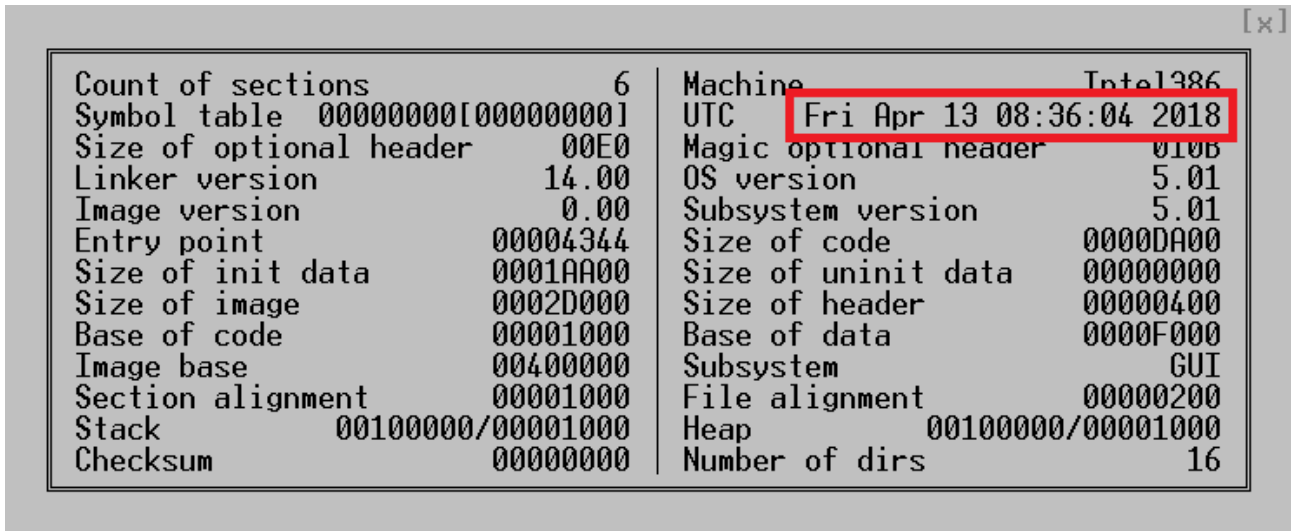 [x]
Count of sections 6 Machine Intel386
Symbol table 00000000[00000000] UTC Fri Apr 13 08:36:04 2018
Size of optional header 00E0 Magic optional header 010B
Linker version 14.00 OS version 5.01
Image version 0.00 Subsystem version 5.01
Entry point 00004344 Size of code 0000DA00
Size of init data 0001AA00 Size of uninit data 00000000
Size of image 0002D000 Size of header 00000400
Base of code 00001000 Base of data 0000F000
Image base 00400000 Subsystem GUI
Section alignment 00001000 File alignment 00000200
Stack 00100000/00001000 Heap 00100000/00001000
Checksum 00000000 Number of dirs 16